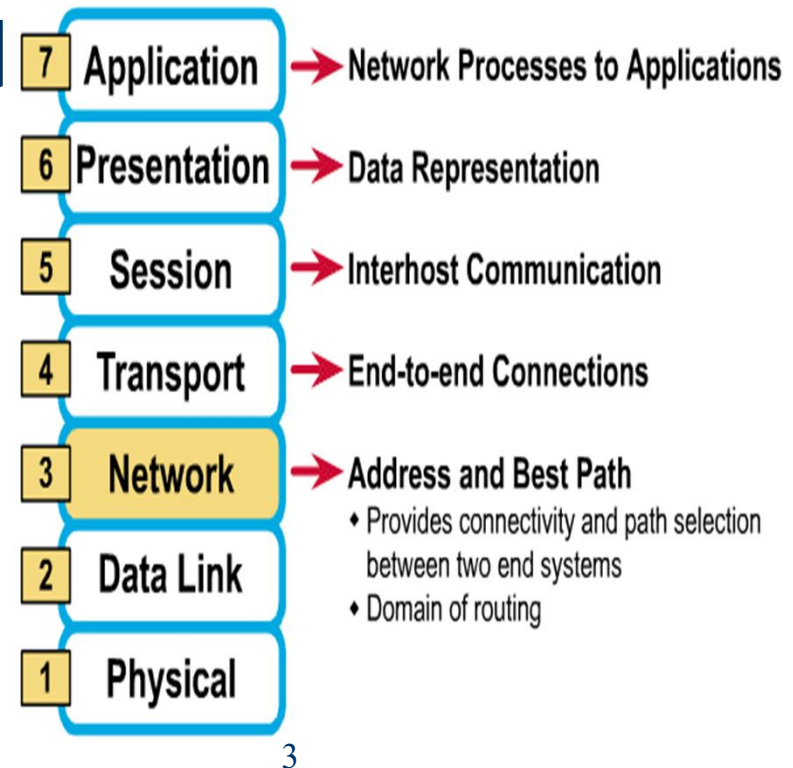 7 Application Network Processes to Applications
6 Presentation Data Representation
5 Session Interhost Communication
4 Transport End-to-end Connections
3 Network Address and Best Path
• Provides connectivity and path selection
between two end systems
2 Data Link
• Domain of routing
1 Physical
3